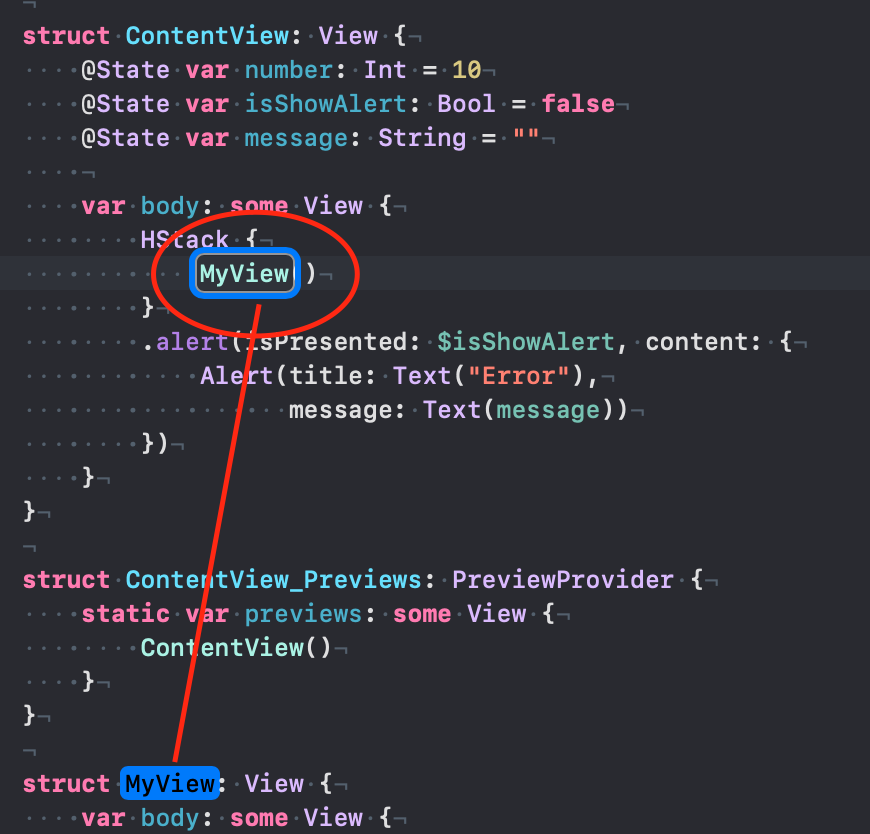 struct ContentView: View {
@State var number: Int = 10
@State var isShowAlert: Bool = false
@State var message: String = ""
var body: some View {
HStack {
MyView )
}
.alert(isPresented: $isShowAlert, content: {
Alert(title: Text("Error"),
message: Text(message))
})
}
}
struct ContentView_Previews: PreviewProvider {
static var previews: some View {
ContentView()
}
}
struct MyView: View {
var body: some View {